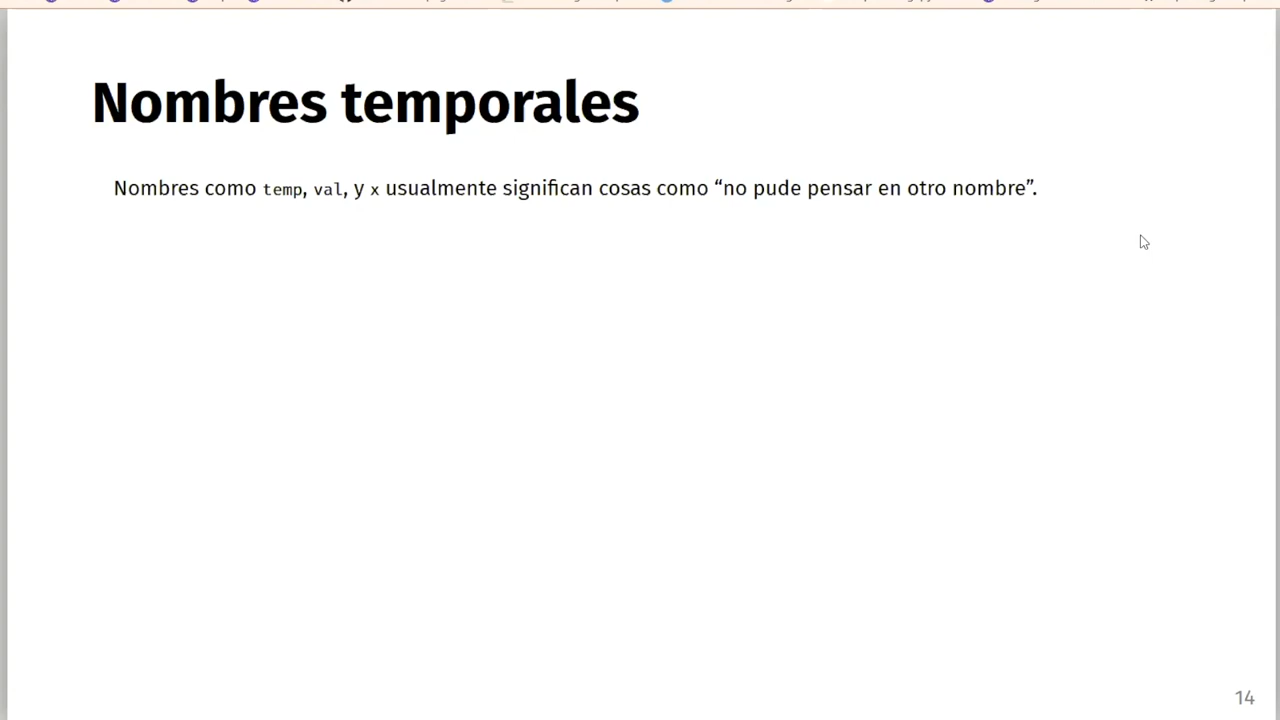 Nombres temporales
Nombres como temp, val, y x usualmente significan cosas como “no pude pensar en otro nombre”.
14